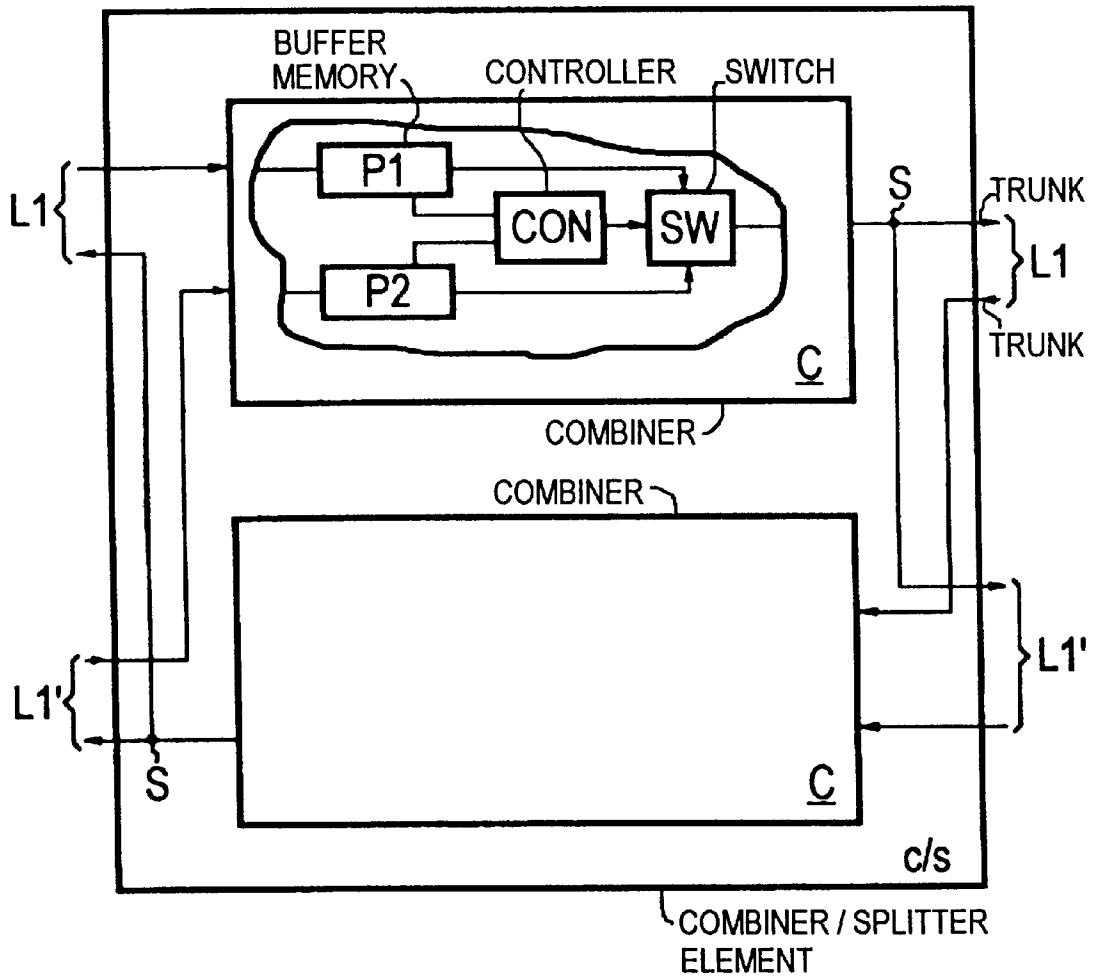 BUFFER
MEMORY
CONTROLLER
SWITCH
P1
L1
CON
SW
S
TRUNK
L1
P2
TRUNK
C
COMBINER
COMBINER
L1'
L1'
S
C
c/s
COMBINER / SPLITTER
ELEMENT